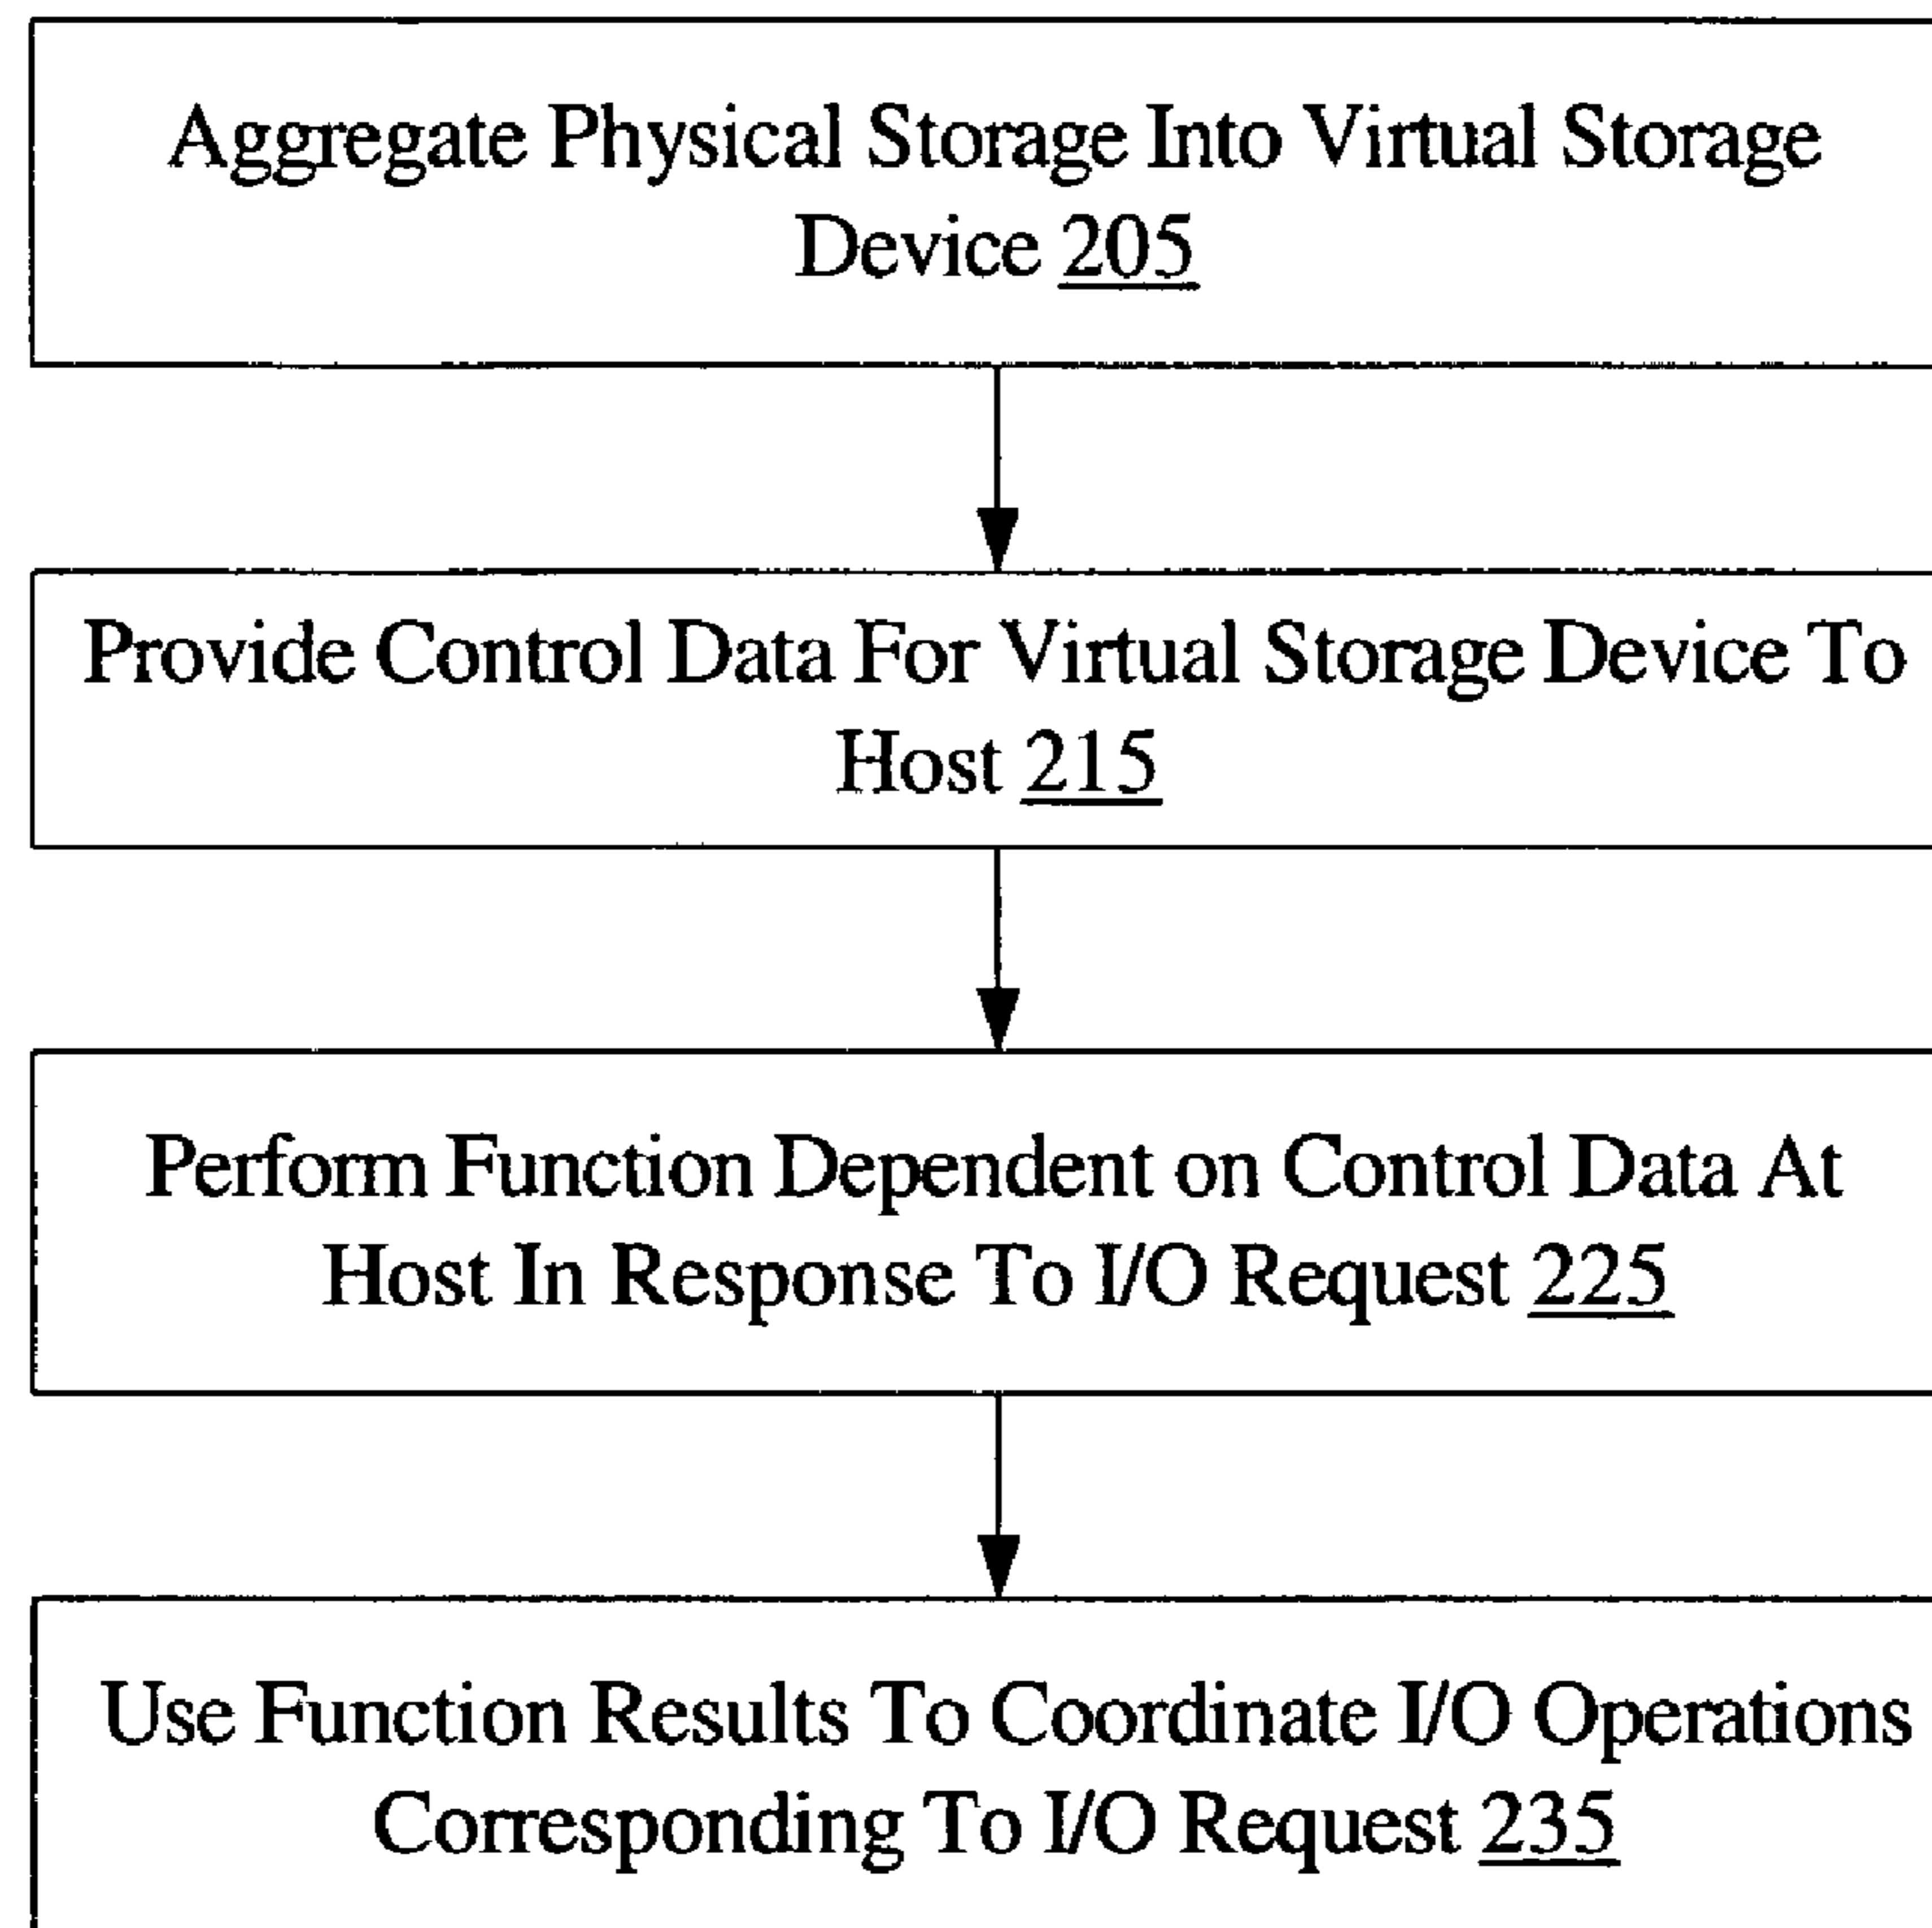 Aggregate Physical Storage Into Virtual Storage
Device 205
Provide Control Data For Virtual Storage Device To
Host 215
Perform Function Dependent on Control Data At
Host In Response To I/O Request 225
Use Function Results To Coordinate I/O Operations
Corresponding To I/O Request 235